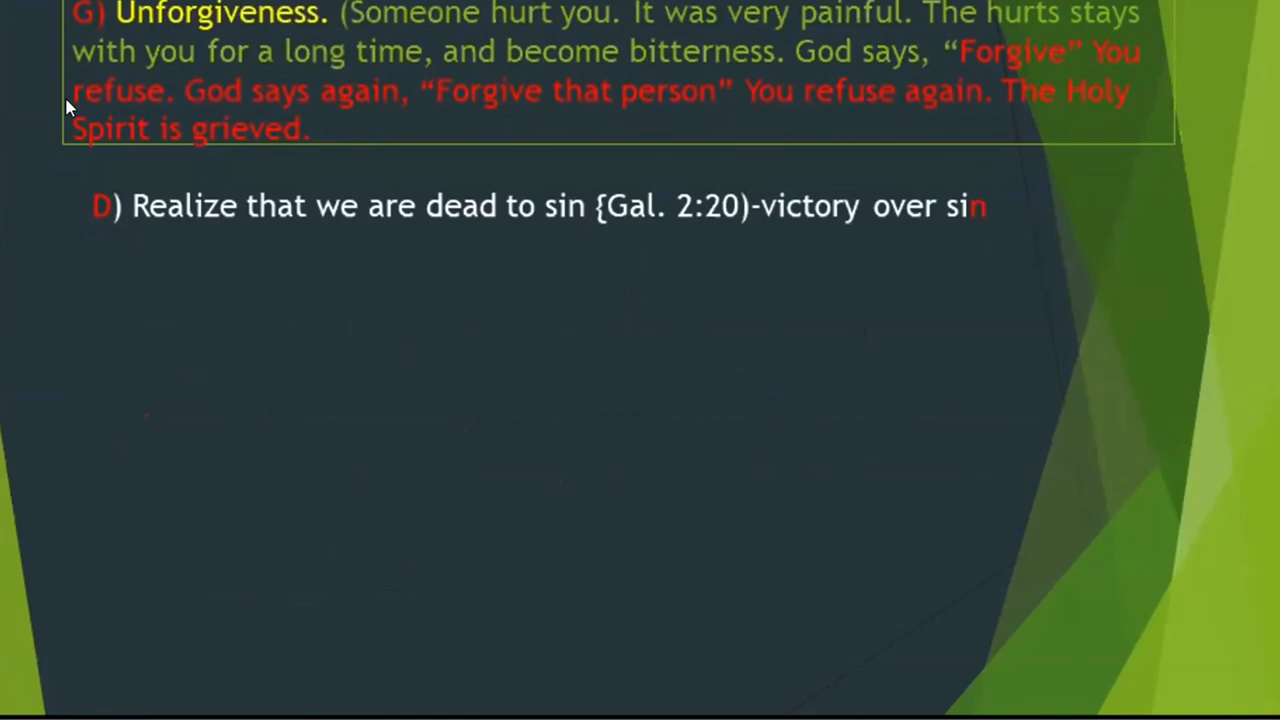 G) Unforgiveness. (Someone hurt you. It was very painful. The hurts stays
with you for a long time, and become bitterness. God says, “Forgive” You
refuse. God says again, “Forgive that person” You refuse again. The Holy
Spirit is grieved.
D) Realize that we are dead to sin {Gal. 2:20)-victory over sin